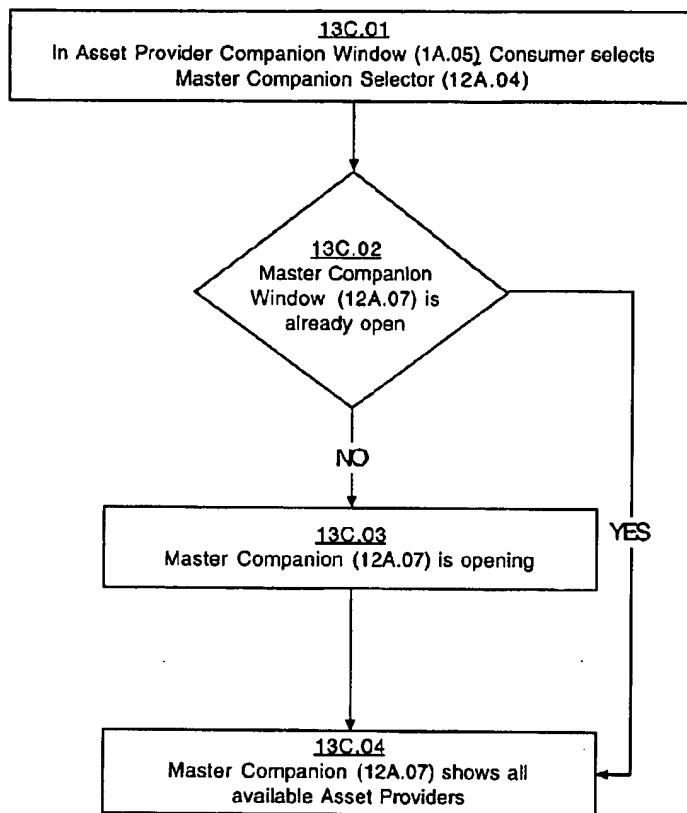 13C.01
In Asset Provider Companion Window (1A.05), Consumer selects
Master Companion Selector (12A.04)
13C.02
Master Companion
Window (12A.07) is
already open
NO
YES
13C.03
Master Companion (12A.07) is opening
13C.04
Master Companion (12A.07) shows all
available Asset Providers